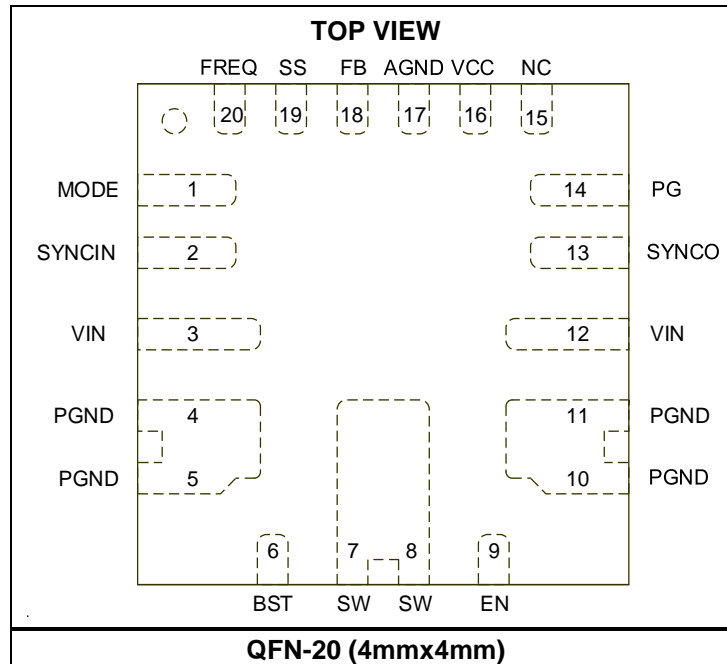 TOP VIEW
FREQ SS FB AGND VCC NC
20 19 18 17 16 15
MODE 1 14 PG
SYNCIN 2 13 SYNCO
VIN 3 12 VIN
PGND 4 11 PGND
PGND 5 10 PGND
6 7 8 9
BST SW SW EN
QFN-20 (4mmx4mm)